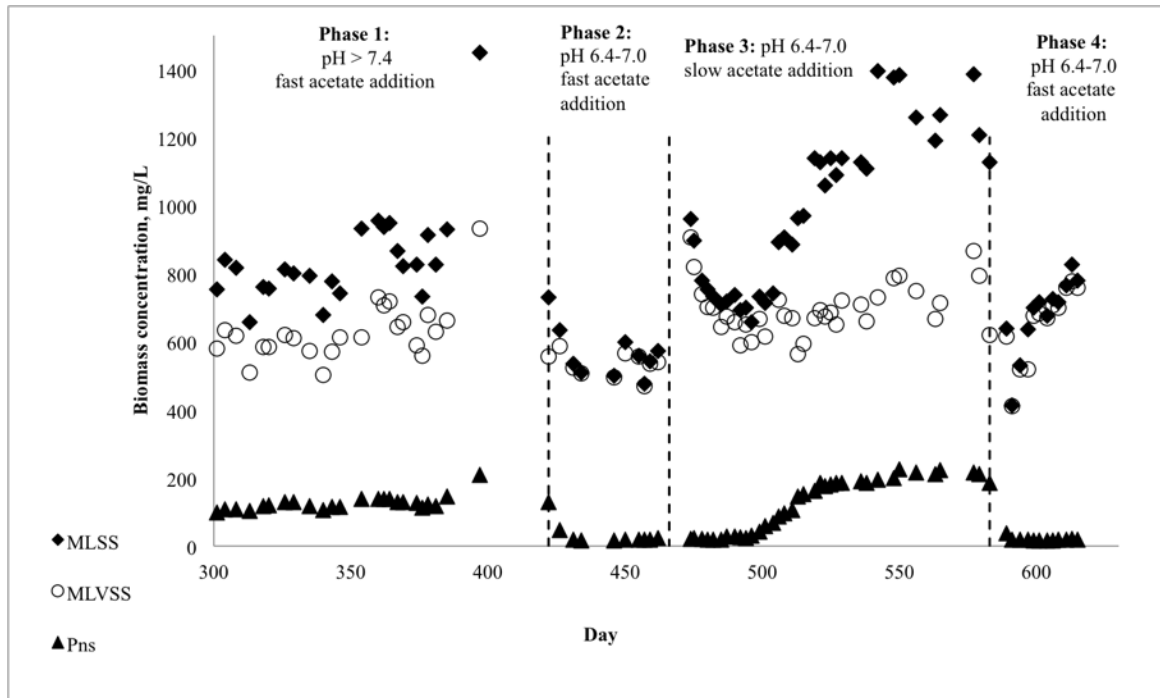 Phase 1:
pH > 7.4
fast acetate addition
Phase 2:
pH 6.4-7.0
fast acetate
addition
Phase 3: pH 6.4-7.0
slow acetate addition
Phase 4:
pH 6.4-7.0
fast acetate
addition
Biomass concentration, mg/L
1400
1200
1000
800
600
400
200
0
300
350
400
450
500
550
600
Day
MLSS
MLVSS
Pns